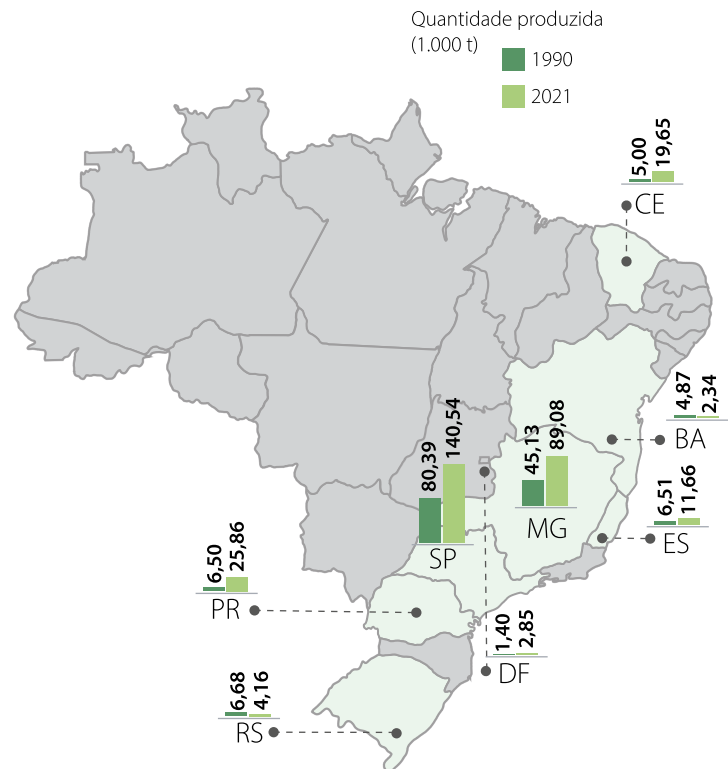 Quantidade produzida
(1.000 t)
1990
2021
5,00
19,65
CE
4,87
2,34
BA
80,39
140,54
SP
45,13
89,08
MG
6,51
11,66
ES
6,50
25,86
PR
1,40
2,85
DF
6,68
4,16
RS